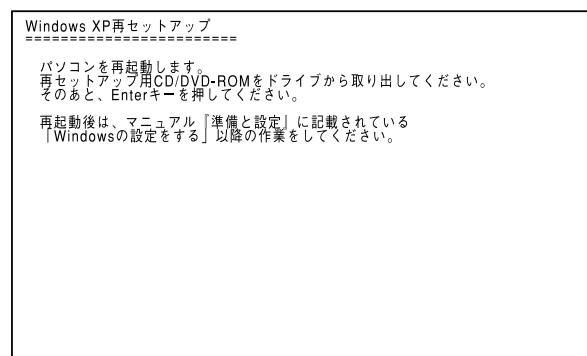 Windows XP再セットアップ
========================
パソコンを再起動します。
再セットアップ用CD/DVD-ROMをドライブから取り出してください。
そのあと、Enterキーを押してください。
再起動後は、マニュアル『準備と設定』に記載されている
「Windowsの設定をする」以降の作業をしてください。